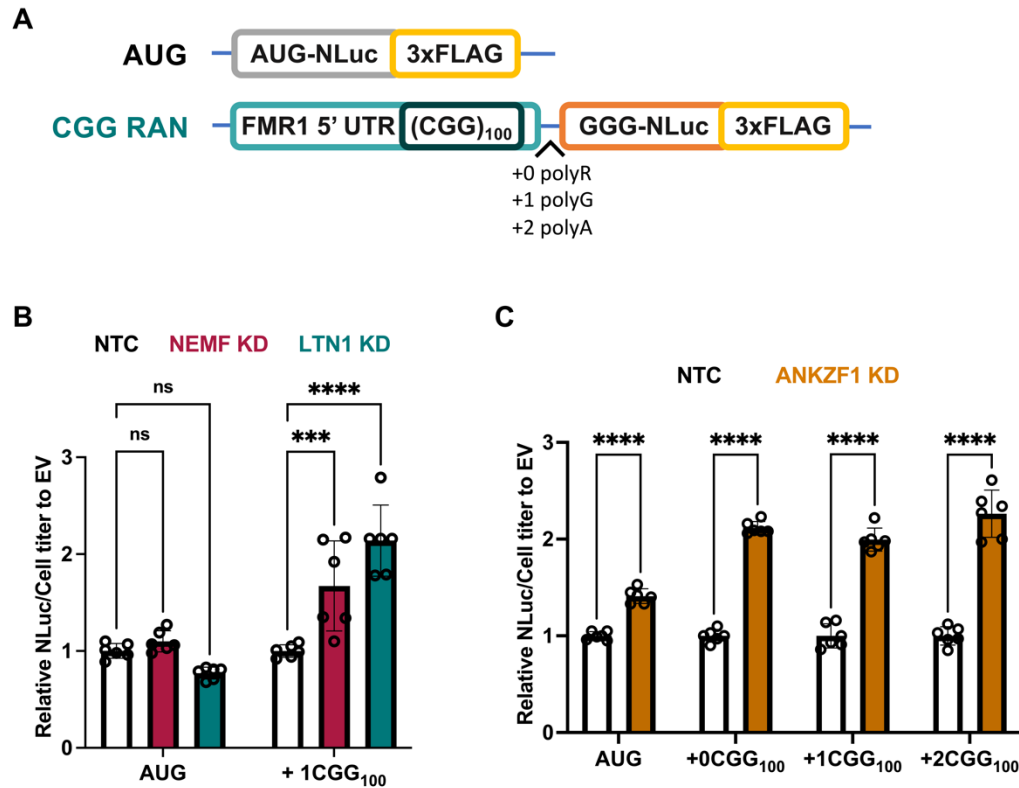 A
AUG AUG-NLuc 3xFLAG
CGG RAN FMR1 5' UTR (CGG)100 GGG-NLuc 3xFLAG
+0 polyR
+1 polyG
+2 polyA
B
NTC NEMF KD LTN1 KD
Relative NLuc/Cell titer to EV
3
2
1
0
ns
ns
****
***
AUG + 1CGG100
C
NTC ANKZF1 KD
Relative NLuc/Cell titer to EV
3
2
1
0
**** **** **** ****
AUG +0CGG100 +1CGG100 +2CGG100